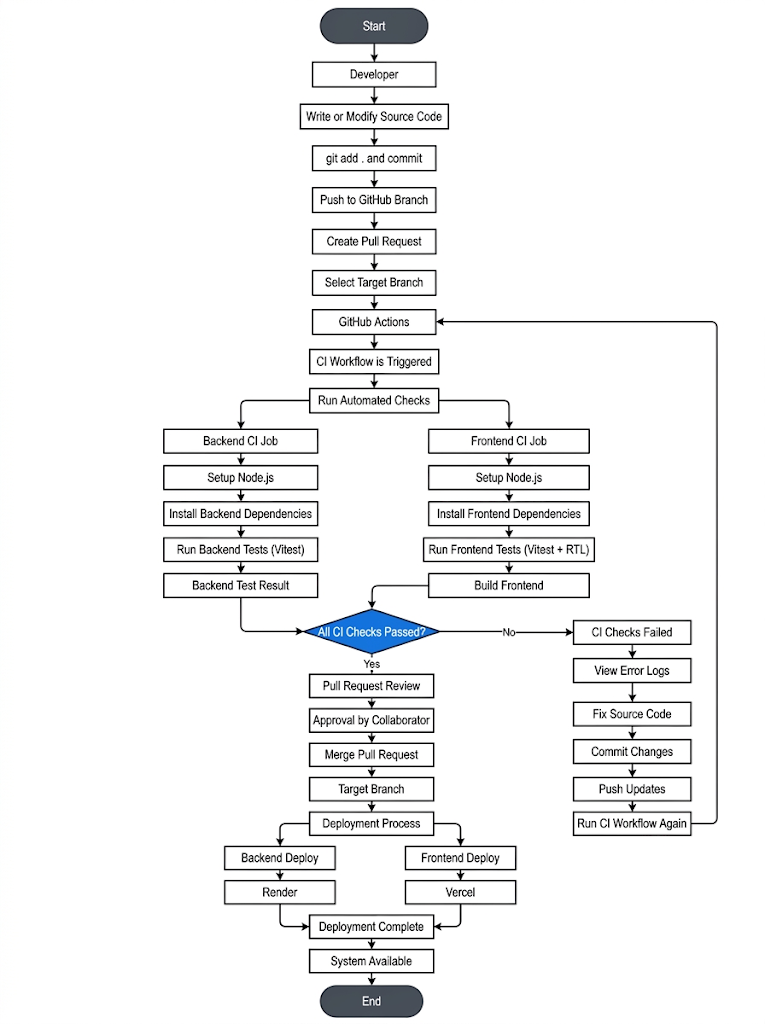 Start
Developer
Write or Modify Source Code
git add . and commit
Push to GitHub Branch
Create Pull Request
Select Target Branch
GitHub Actions
CI Workflow is Triggered
Run Automated Checks
Backend CI Job
Setup Node.js
Install Backend Dependencies
Run Backend Tests (Vitest)
Backend Test Result
Frontend CI Job
Setup Node.js
Install Frontend Dependencies
Run Frontend Tests (Vitest + RTL)
Build Frontend
All CI Checks Passed?
No
CI Checks Failed
View Error Logs
Fix Source Code
Commit Changes
Push Updates
Run CI Workflow Again
Yes
Pull Request Review
Approval by Collaborator
Merge Pull Request
Target Branch
Deployment Process
Backend Deploy
Render
Frontend Deploy
Vercel
Deployment Complete
System Available
End